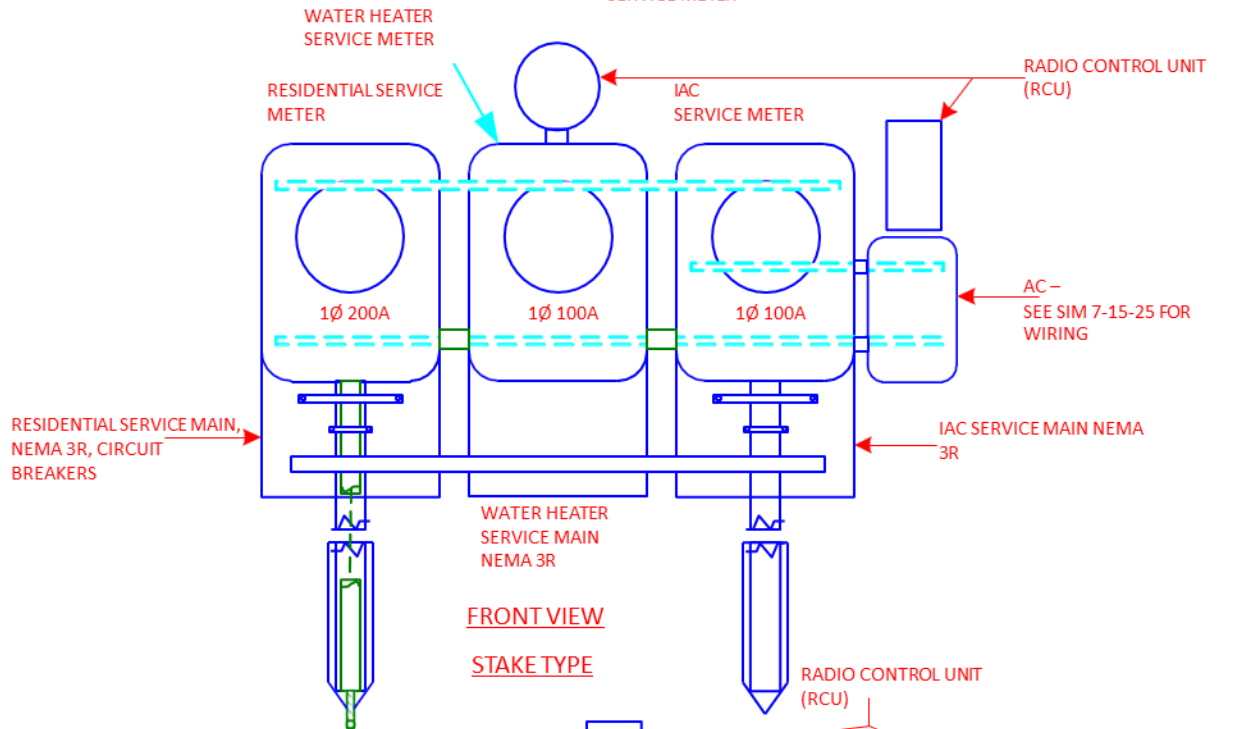 SERVICE METER
WATER HEATER
SERVICE METER
RESIDENTIAL SERVICE
METER
IAC
SERVICE METER
RADIO CONTROL UNIT
(RCU)
1Ø 200A
1Ø 100A
1Ø 100A
AC –
SEE SIM 7-15-25 FOR
WIRING
RESIDENTIAL SERVICE MAIN,
NEMA 3R, CIRCUIT
BREAKERS
IAC SERVICE MAIN NEMA
3R
WATER HEATER
SERVICE MAIN
NEMA 3R
FRONT VIEW
STAKE TYPE
RADIO CONTROL UNIT
(RCU)